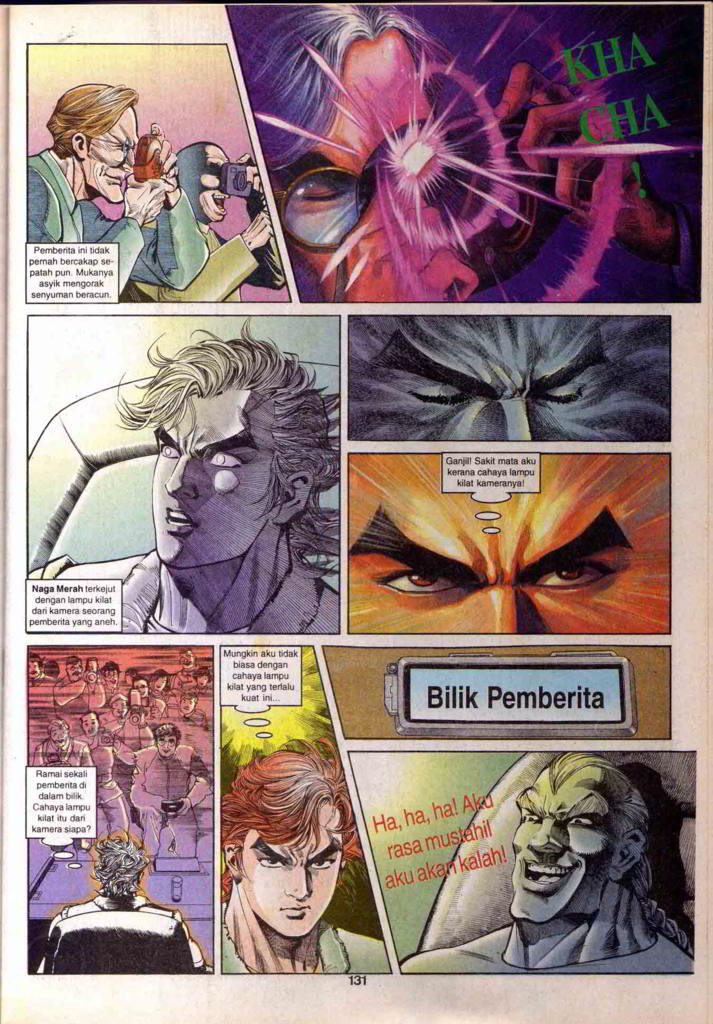 Pemberita ini tidak
pernah bercakap se-
patah pun. Mukanya
asyik mengorak
senyuman beracun.
KHA
CHA
!
Naga Merah terkejut
dengan lampu kilat
dari kamera seorang
pemberita yang aneh.
Ganjil! Sakit mata aku
kerana cahaya lampu
kilat kameranya!
Ramai sekali
pemberita di
dalam bilik.
Cahaya lampu
kilat itu dari
kamera siapa?
Mungkin aku tidak
biasa dengan
cahaya lampu
kilat yang terlalu
kuat ini...
Bilik Pemberita
Ha, ha, ha! Aku
rasa mustahil
aku akan kalah!
131